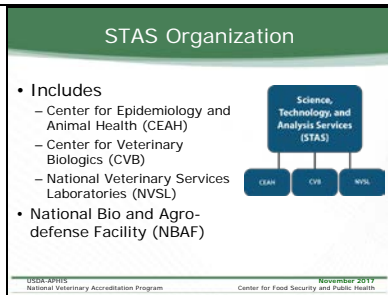 STAS Organization
• Includes
– Center for Epidemiology and
Animal Health (CEAH)
– Center for Veterinary
Biologics (CVB)
– National Veterinary Services
Laboratories (NVSL)
• National Bio and Agro-
defense Facility (NBAF)
Science,
Technology, and
Analysis Services
(STAS)
CEAH
CVB
NVSL
USDA-APHIS
National Veterinary Accreditation Program
November 2017
Center for Food Security and Public Health